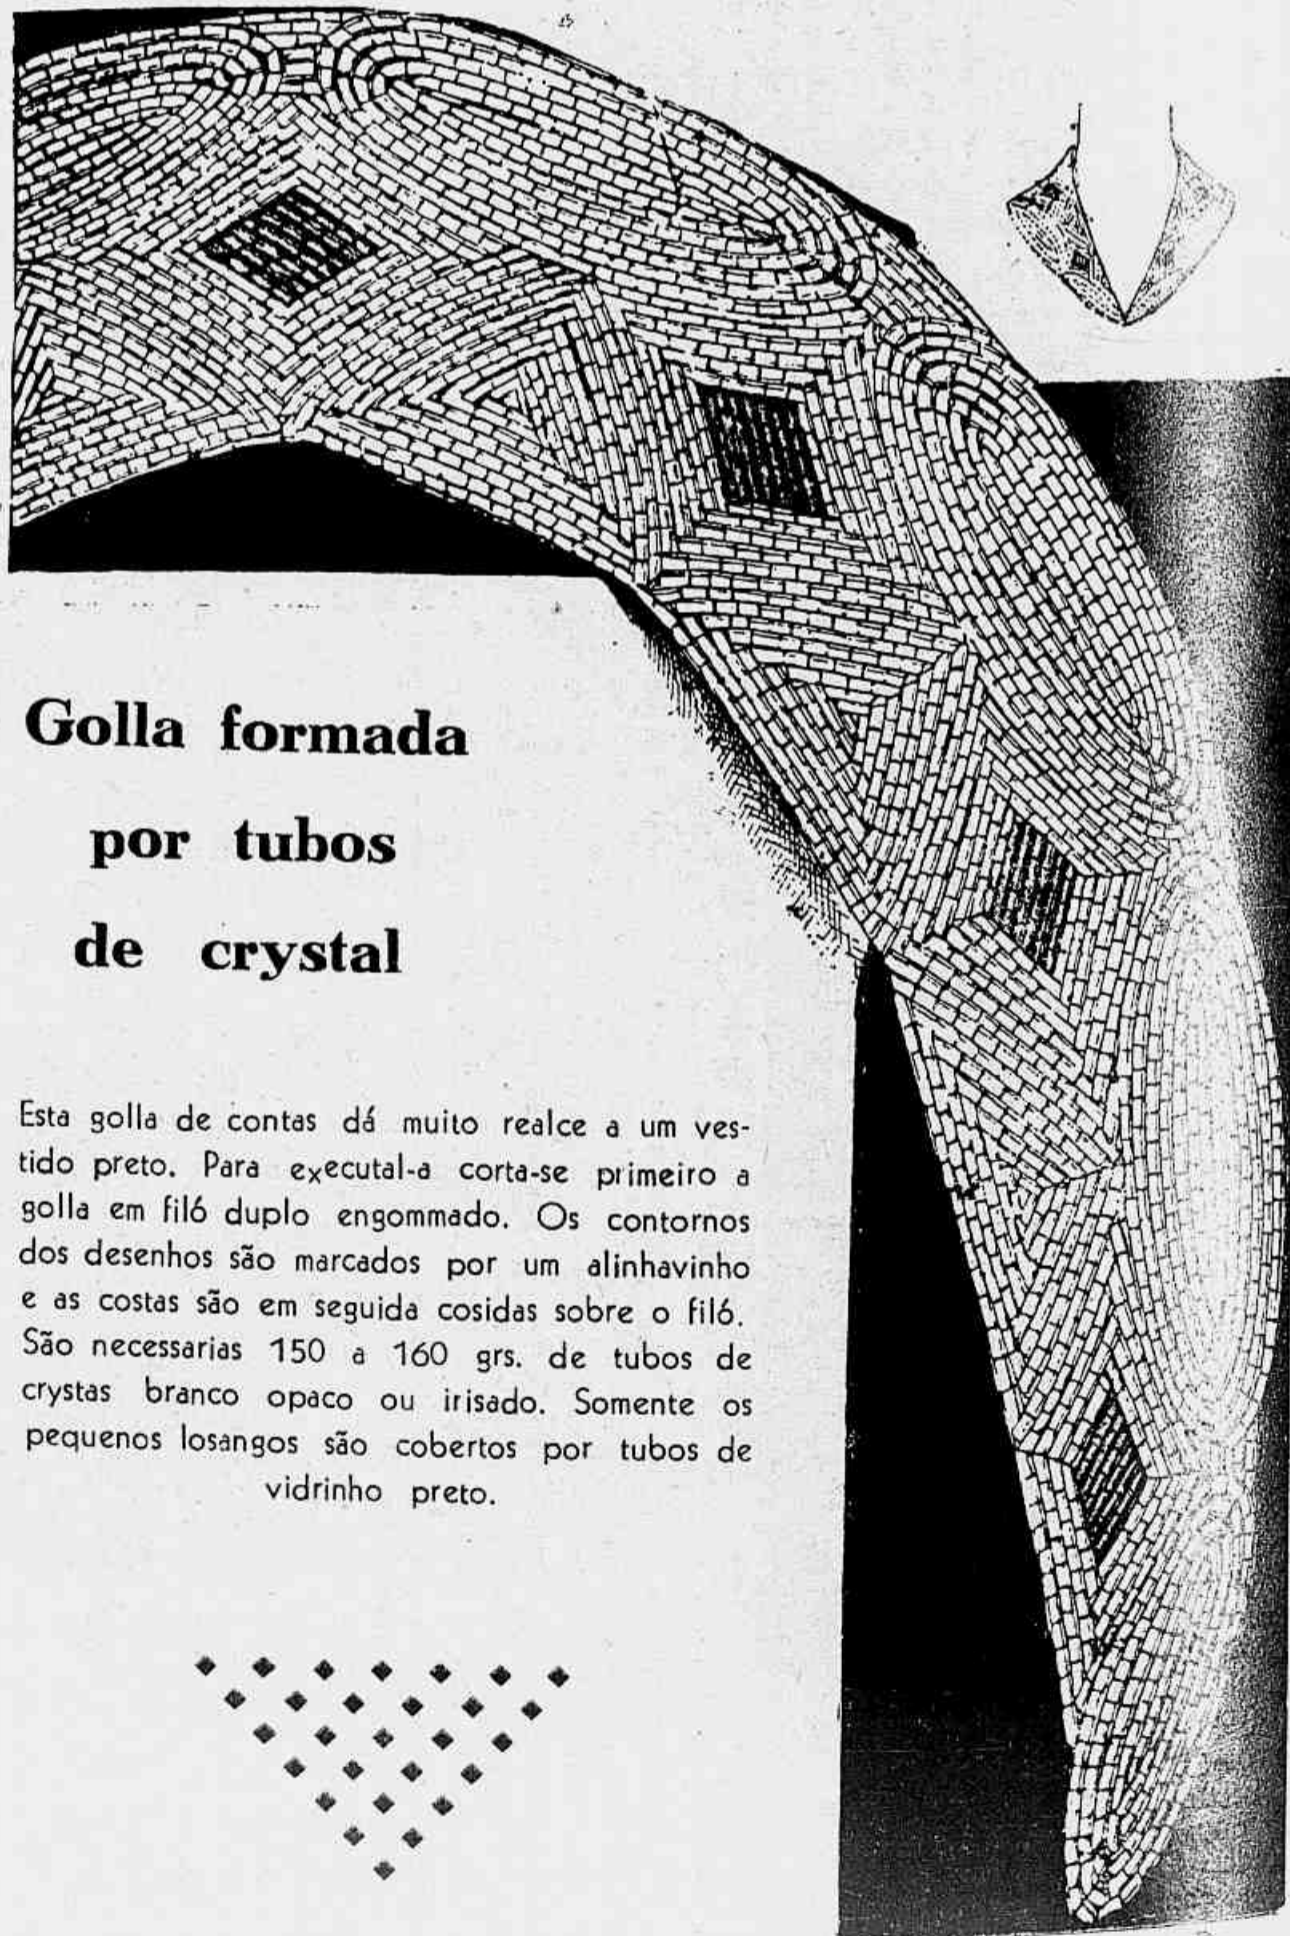 Golla formada
por tubos
de crystal
Esta golla de contas dá muito realce a um ves-
tido preto. Para executal-a corta-se primeiro a
golla em filó duplo engommado. Os contornos
dos desenhos são marcados por um alinhavinho
e as costas são em seguida cosidas sobre o filó.
São necessarias 150 a 160 grs. de tubos de
crystas branco opaco ou irisado. Somente os
pequenos losangos são cobertos por tubos de
vidrinho preto.